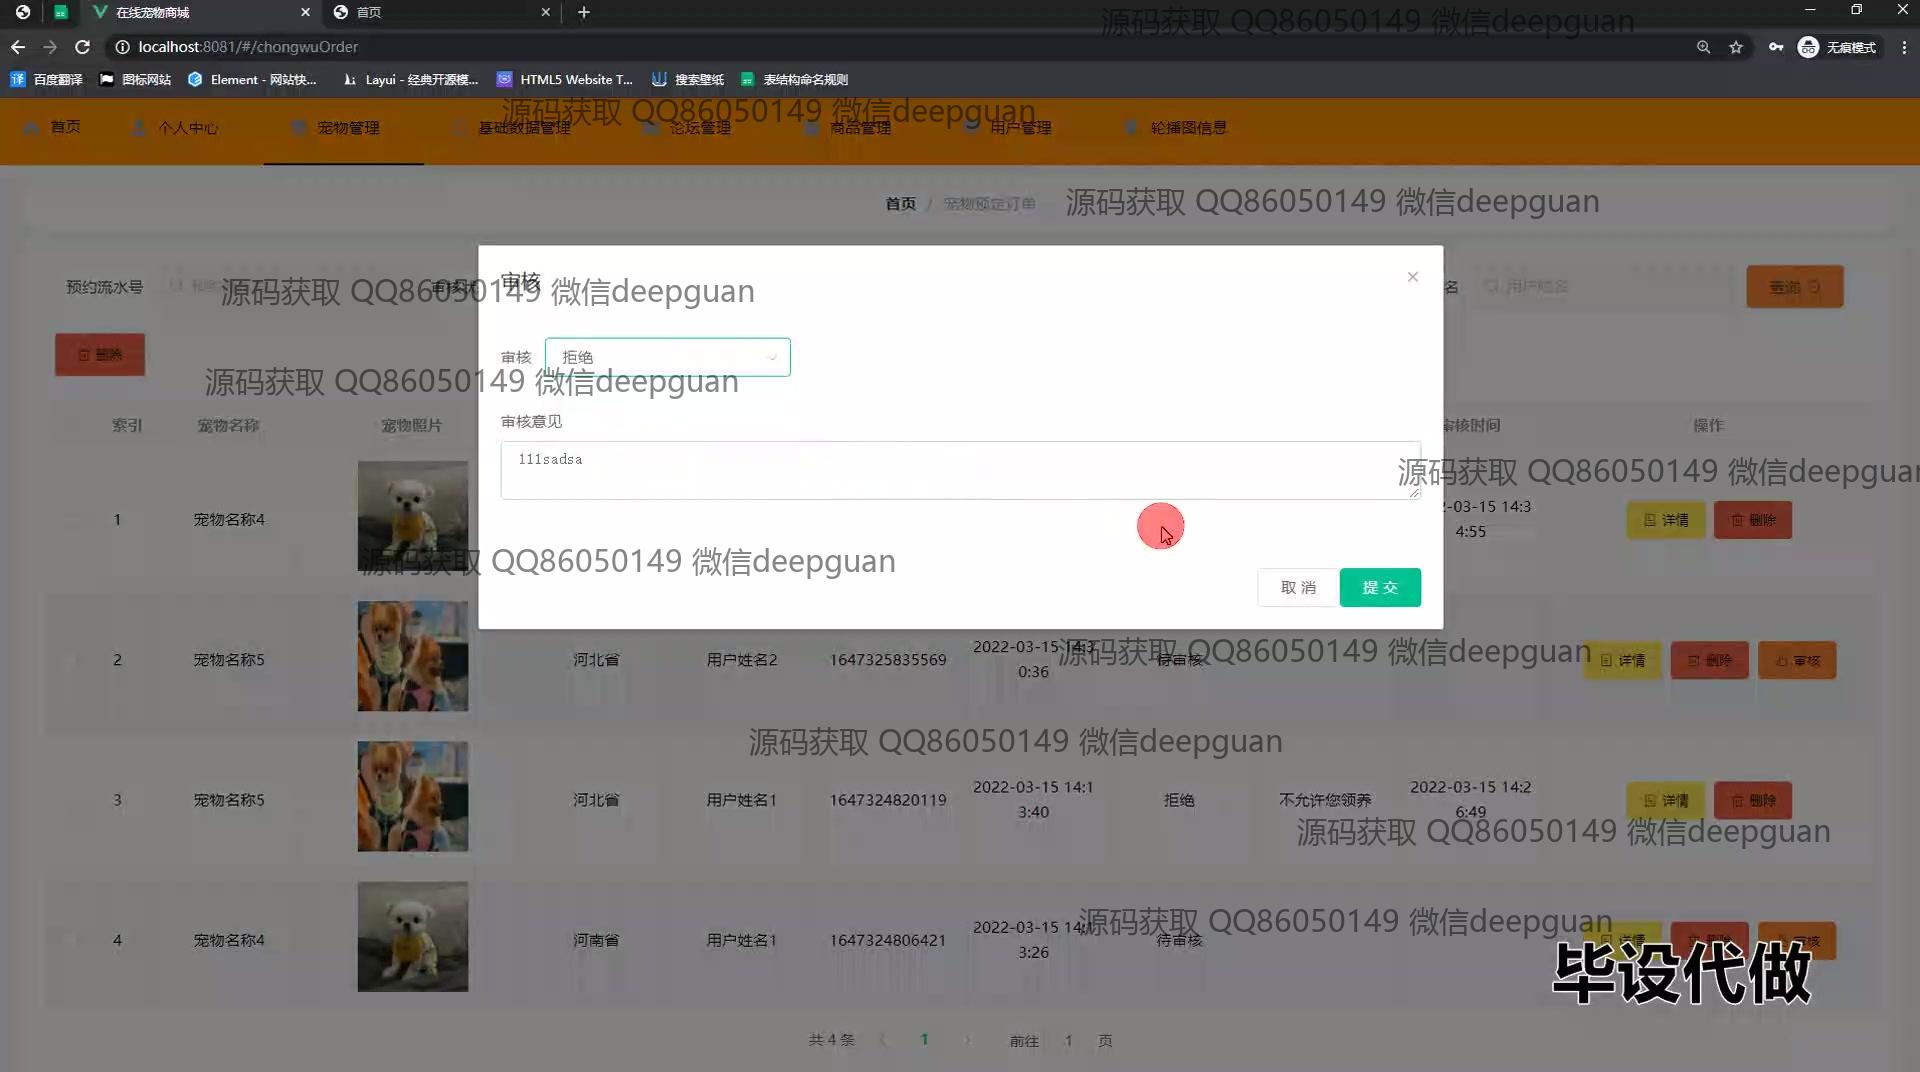 在线宠物商城
首页
localhost:8081/#/chongwuOrder
无痕模式
百度翻译 图标网站 Element - 网站快... Layui - 经典开源模... HTML5 Website T... 搜索壁纸 表结构命名规则
源码获取 QQ86050149 微信deepguan
源码获取 QQ86050149 微信deepguan
首页 个人中心 宠物管理 基础数据管理 论坛管理 商品管理 用户管理 轮播图信息
首页 / 宠物预定订单
源码获取 QQ86050149 微信deepguan
预约流水号 审核状 名 用户姓名 查询
审核
源码获取 QQ86050149 微信deepguan
删除
审核 拒绝
源码获取 QQ86050149 微信deepguan
审核意见
111sadsa
索引 宠物名称 宠物照片 审核时间 操作
源码获取 QQ86050149 微信deepguan
1 宠物名称4 -03-15 14:3 详情 删除
4:55
源码获取 QQ86050149 微信deepguan
取消 提交
2 宠物名称5 河北省 用户姓名2 1647325835569 2022-03-15 14:3 待审核 详情 删除 审核
0:36
源码获取 QQ86050149 微信deepguan
源码获取 QQ86050149 微信deepguan
3 宠物名称5 河北省 用户姓名1 1647324820119 2022-03-15 14:1 拒绝 不允许您领养 2022-03-15 14:2 详情 删除
3:40 6:49
源码获取 QQ86050149 微信deepguan
4 宠物名称4 河南省 用户姓名1 1647324806421 2022-03-15 14:1 待审核 详情 删除 审核
3:26
源码获取 QQ86050149 微信deepguan
毕设代做
共 4 条 1 前往 1 页